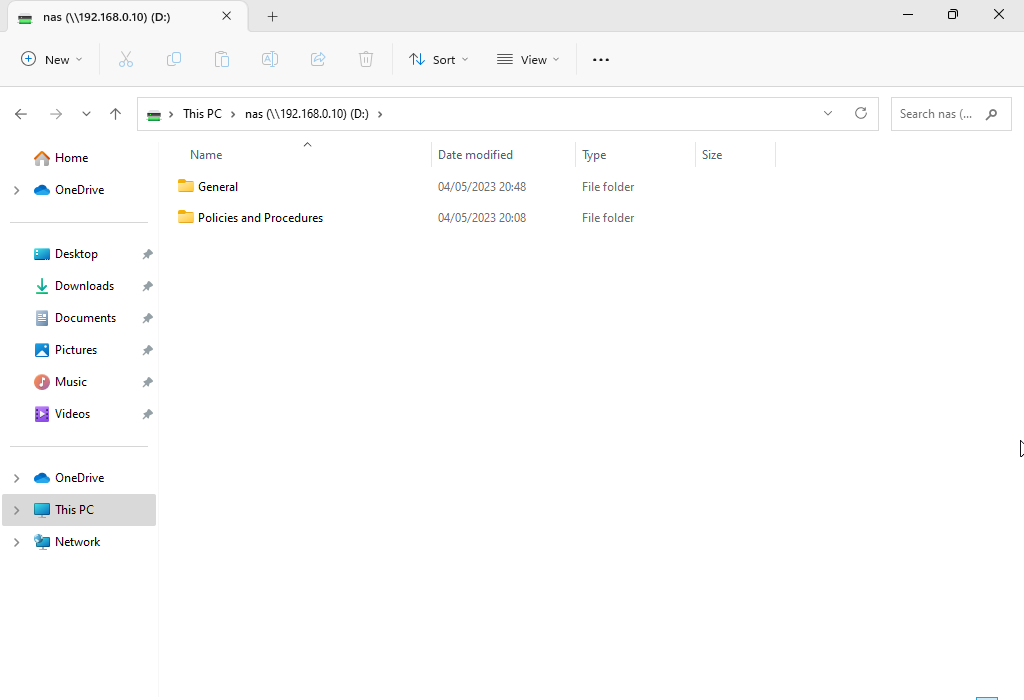 nas (\\192.168.0.10) (D:)
New Sort View
This PC nas (\\192.168.0.10) (D:) Search nas (...
Home
OneDrive
Desktop
Downloads
Documents
Pictures
Music
Videos
OneDrive
This PC
Network
Name Date modified Type Size
General 04/05/2023 20:48 File folder
Policies and Procedures 04/05/2023 20:08 File folder